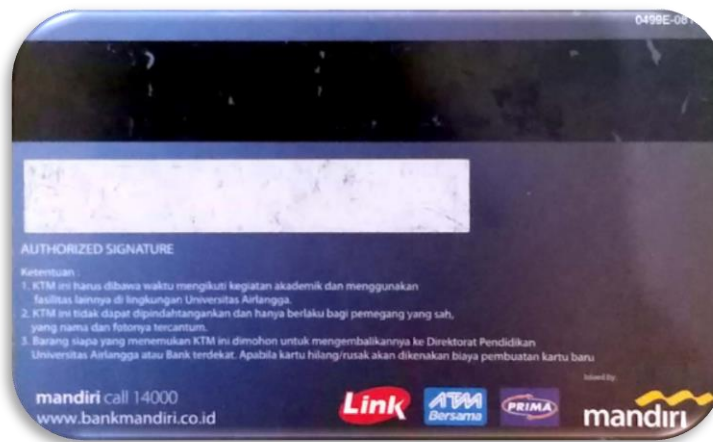 0499E-061
AUTHORIZED SIGNATURE
Ketentuan :
1. KTM ini harus dibawa waktu mengikuti kegiatan akademik dan menggunakan
fasilitas lainnya di lingkungan Universitas Airlangga.
2. KTM ini tidak dapat dipindahtangankan dan hanya berlaku bagi pemegang yang sah,
yang nama dan fotonya tercantum.
3. Barang siapa yang menemukan KTM ini dimohon untuk mengembalikannya ke Direktorat Pendidikan
Universitas Airlangga atau Bank terdekat. Apabila kartu hilang/rusak akan dikenakan biaya pembuatan kartu baru
Issued by
mandiri call 14000
www.bankmandiri.co.id
Link
ATM
Bersama
PRIMA
mandiri